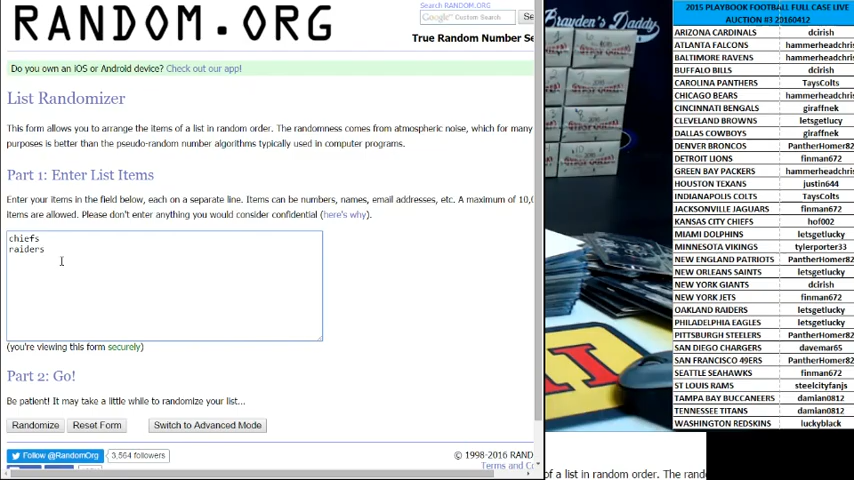 RANDOM.ORG
Search RANDOM.ORG
Google™ Custom Search
Se
True Random Number Se
Do you own an iOS or Android device? Check out our app!
List Randomizer
This form allows you to arrange the items of a list in random order. The randomness comes from atmospheric noise, which for many
purposes is better than the pseudo-random number algorithms typically used in computer programs.
Part 1: Enter List Items
Enter your items in the field below, each on a separate line. Items can be numbers, names, email addresses, etc. A maximum of 10,0
items are allowed. Please don't enter anything you would consider confidential (here's why).
chiefs
raiders
(you're viewing this form securely)
Part 2: Go!
Be patient! It may take a little while to randomize your list...
Randomize Reset Form Switch to Advanced Mode
Follow @RandomOrg 3,564 followers
© 1998-2016 RAND
Terms and Co
Brayden's Daddy
2015 PLAYBOOK FOOTBALL FULL CASE LIVE
AUCTION #3 20160412
ARIZONA CARDINALS dcirish
ATLANTA FALCONS hammerheadchris
BALTIMORE RAVENS hammerheadchris
BUFFALO BILLS dcirish
CAROLINA PANTHERS TaysColts
CHICAGO BEARS hammerheadchris
CINCINNATI BENGALS giraffnek
CLEVELAND BROWNS letsgetlucky
DALLAS COWBOYS giraffnek
DENVER BRONCOS PantherHomer82
DETROIT LIONS finman672
GREEN BAY PACKERS hammerheadchris
HOUSTON TEXANS justin644
INDIANAPOLIS COLTS TaysColts
JACKSONVILLE JAGUARS finman672
KANSAS CITY CHIEFS hof002
MIAMI DOLPHINS letsgetlucky
MINNESOTA VIKINGS tylerporter33
NEW ENGLAND PATRIOTS PantherHomer82
NEW ORLEANS SAINTS letsgetlucky
NEW YORK GIANTS dcirish
NEW YORK JETS finman672
OAKLAND RAIDERS letsgetlucky
PHILADELPHIA EAGLES letsgetlucky
PITTSBURGH STEELERS PantherHomer82
SAN DIEGO CHARGERS davemar65
SAN FRANCISCO 49ERS PantherHomer82
SEATTLE SEAHAWKS finman672
ST LOUIS RAMS steelcityfanjs
TAMPA BAY BUCCANEERS damian0812
TENNESSEE TITANS damian0812
WASHINGTON REDSKINS luckyblack
of a list in random order. The rand